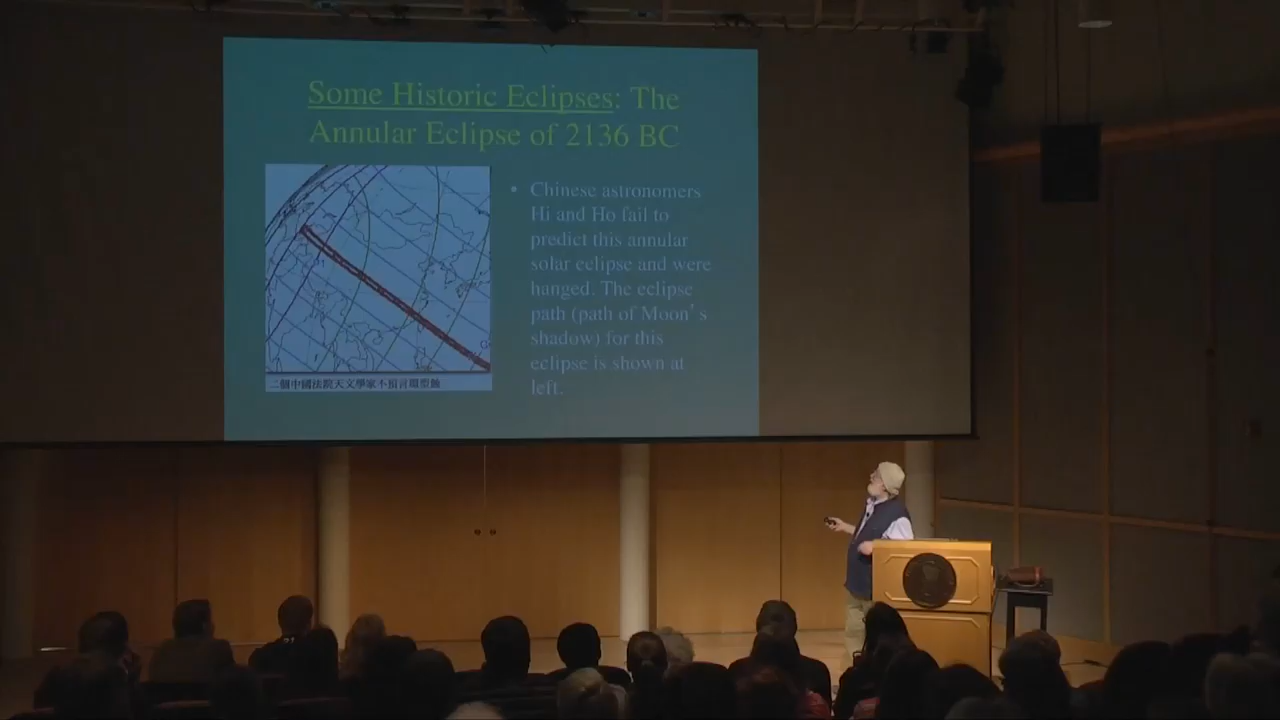 Some Historic Eclipses: The
Annular Eclipse of 2136 BC
• Chinese astronomers
Hi and Ho fail to
predict this annular
solar eclipse and were
hanged. The eclipse
path (path of Moon’s
shadow) for this
eclipse is shown at
left.
二個中國法院天文學家不預言環型蝕